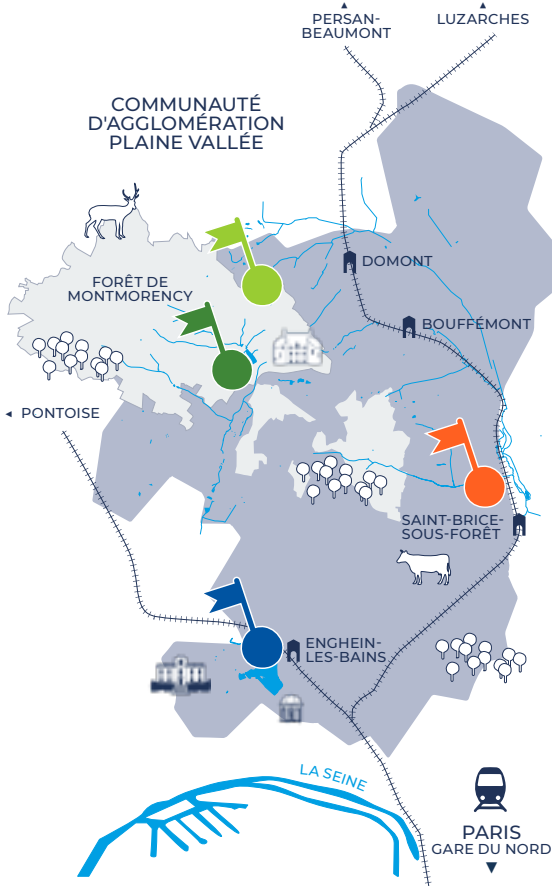 PERSAN-
BEAUMONT
LUZARCHES
COMMUNAUTÉ
D'AGGLOMÉRATION
PLAINE VALLÉE
DOMONT
FORÊT DE
MONTMORENCY
BOUFFÉMONT
PONTOISE
SAINT-BRICE-
SOUS-FORÊT
ENGHEIN-
LES-BAINS
LA SEINE
PARIS
GARE DU NORD